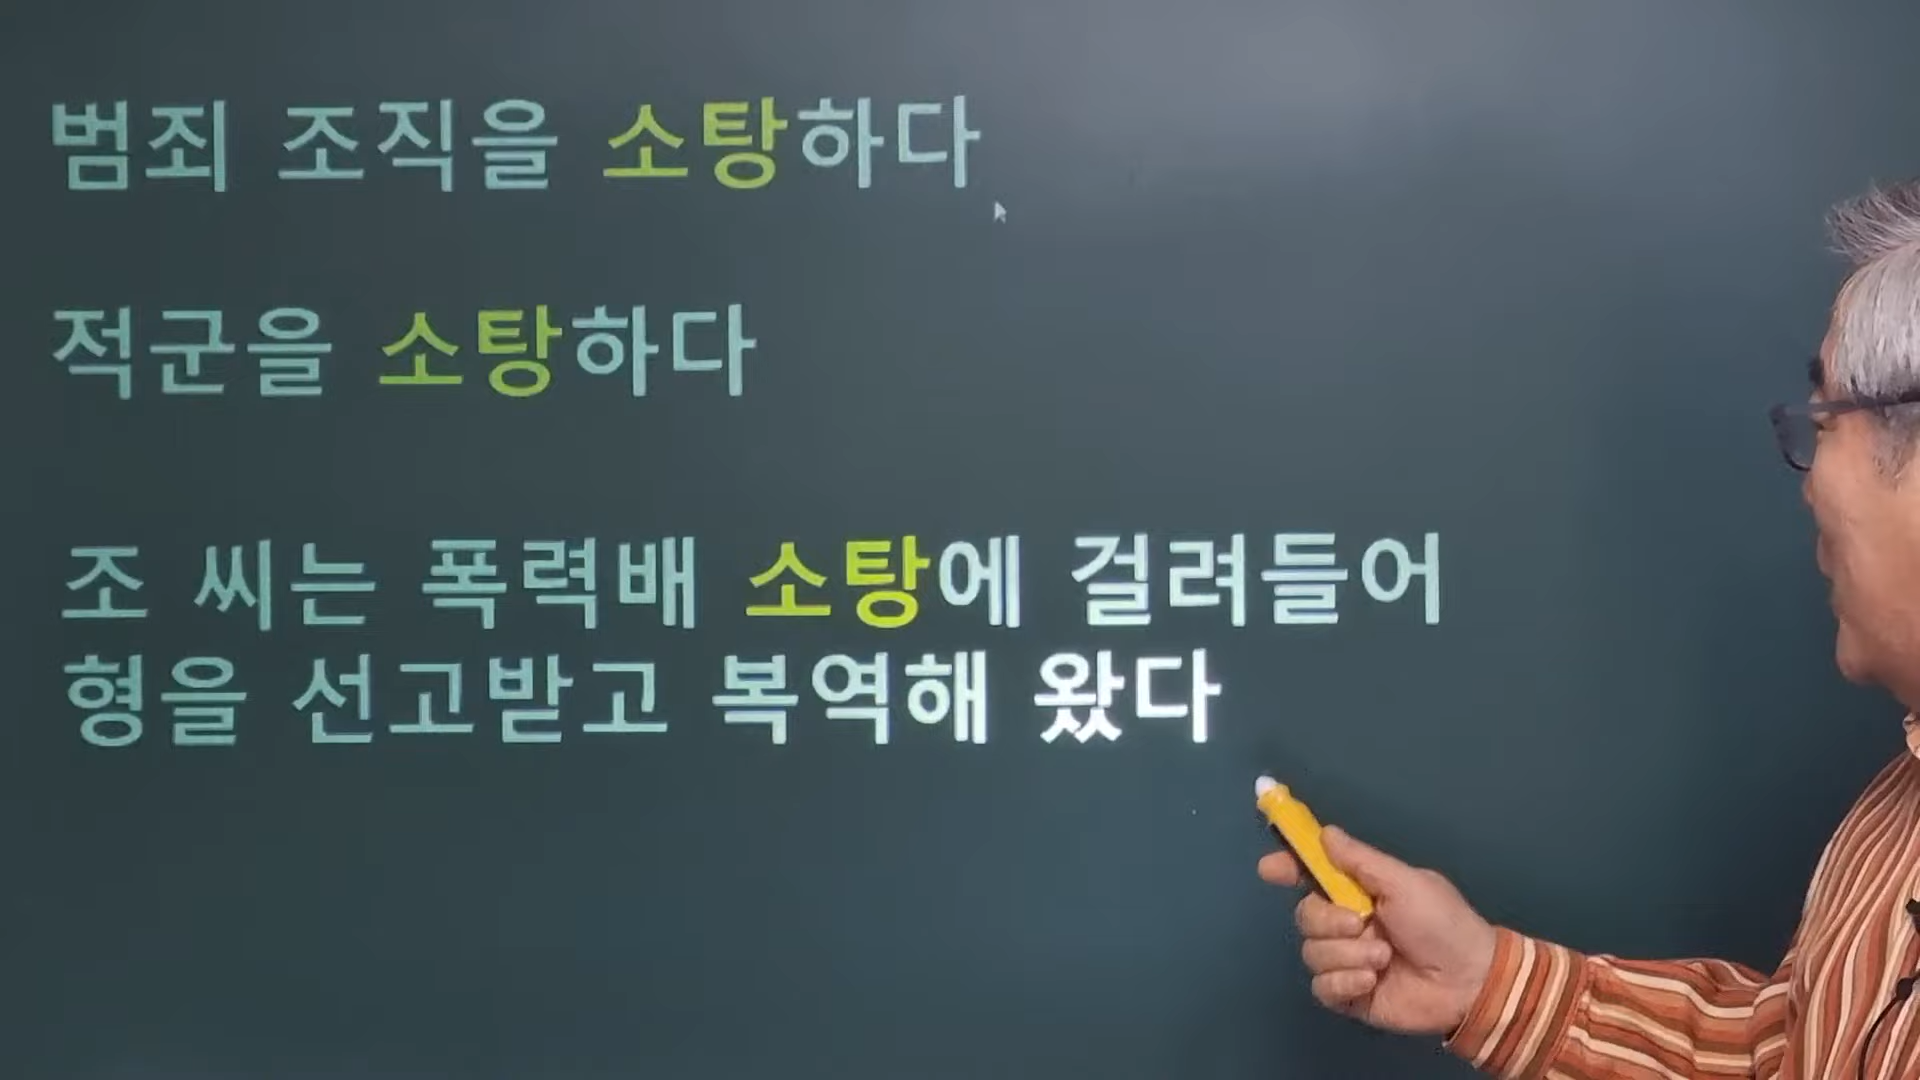 범죄 조직을 소탕하다
적군을 소탕하다
조 씨는 폭력배 소탕에 걸려들어
형을 선고받고 복역해 왔다